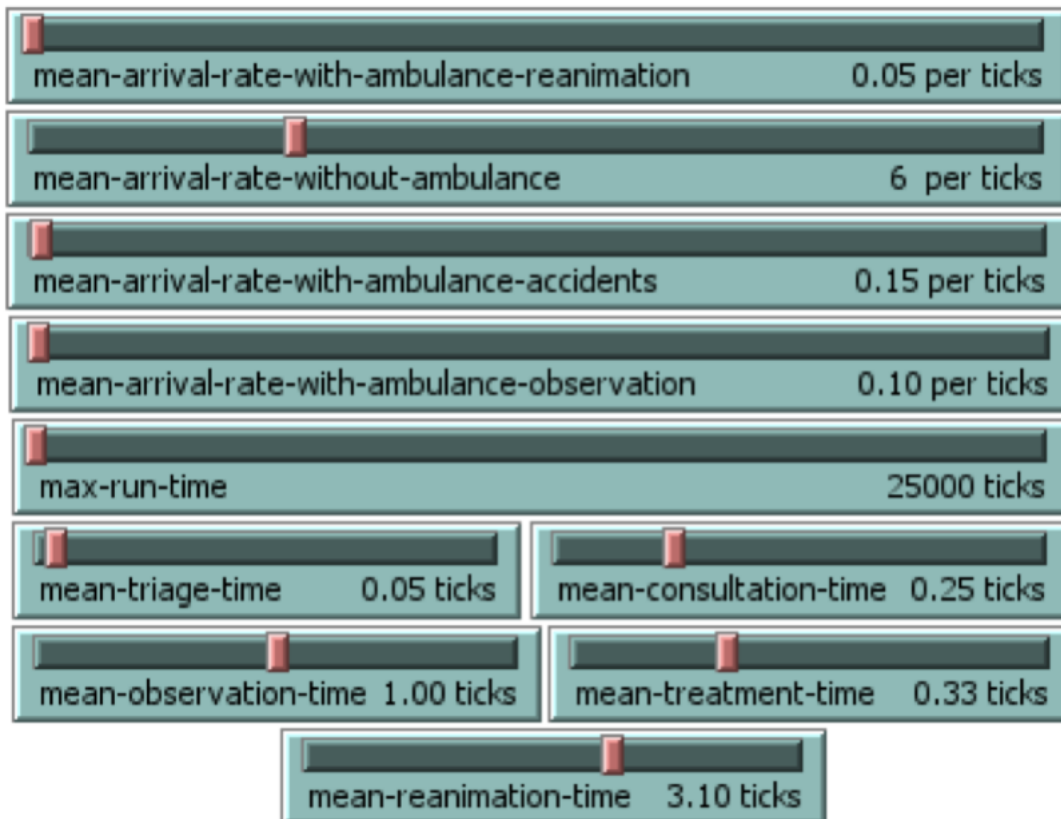 mean-arrival-rate-with-ambulance-reanimation 0.05 per ticks
mean-arrival-rate-without-ambulance 6 per ticks
mean-arrival-rate-with-ambulance-accidents 0.15 per ticks
mean-arrival-rate-with-ambulance-observation 0.10 per ticks
max-run-time 25000 ticks
mean-triage-time 0.05 ticks mean-consultation-time 0.25 ticks
mean-observation-time 1.00 ticks mean-treatment-time 0.33 ticks
mean-reanimation-time 3.10 ticks